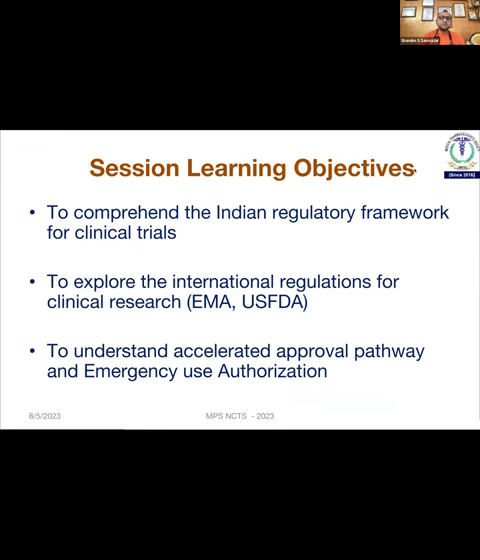 Shambo S Samajdar
Session Learning Objectives
(Since 2016)
• To comprehend the Indian regulatory framework
for clinical trials
• To explore the international regulations for
clinical research (EMA, USFDA)
• To understand accelerated approval pathway
and Emergency use Authorization
8/5/2023
MPS NCTS - 2023